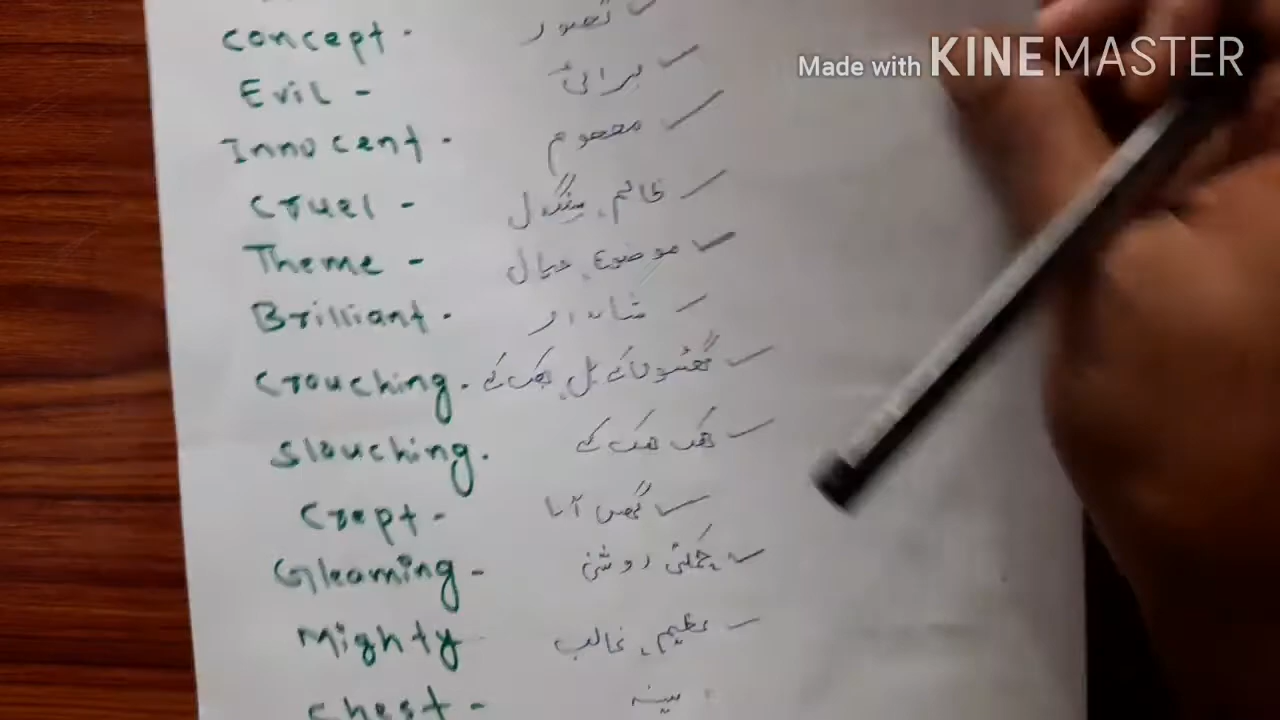 Made with KINEMASTER
Concept. تصور
Evil - برائی
Innocent. معصوم
Cruel - ظالم، سنگدل
Theme - موضوع، خیال
Brilliant. شاندار
Crouching. گھٹنوں کے بل، جھک کے
Slouching. جھک جھک کے
Crept - گھس آیا
Gleaming - چمکتی روشنی
Mighty عظیم، غالب
Chest - سینہ